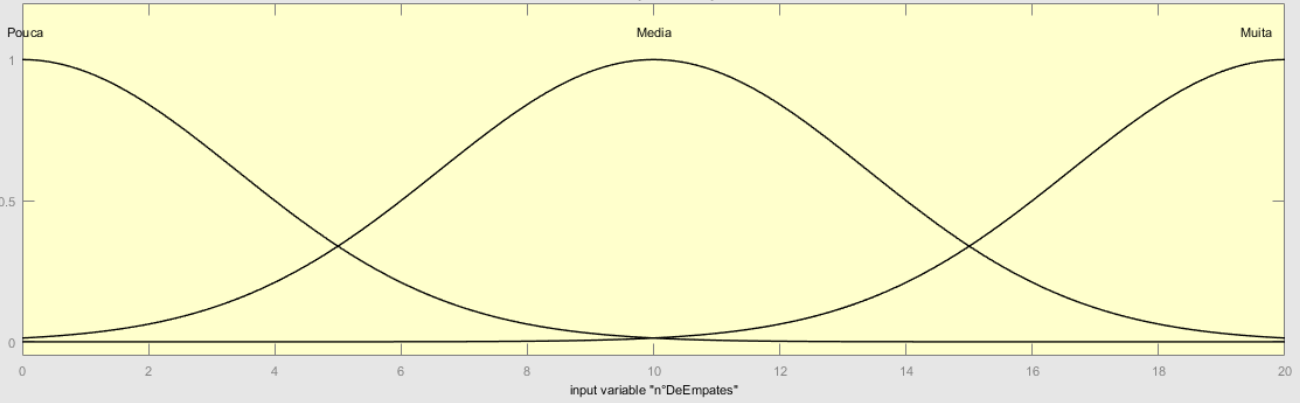 Pouca Media Muita
1
0.5
0
0 2 4 6 8 10 12 14 16 18 20
input variable "n°DeEmpates"